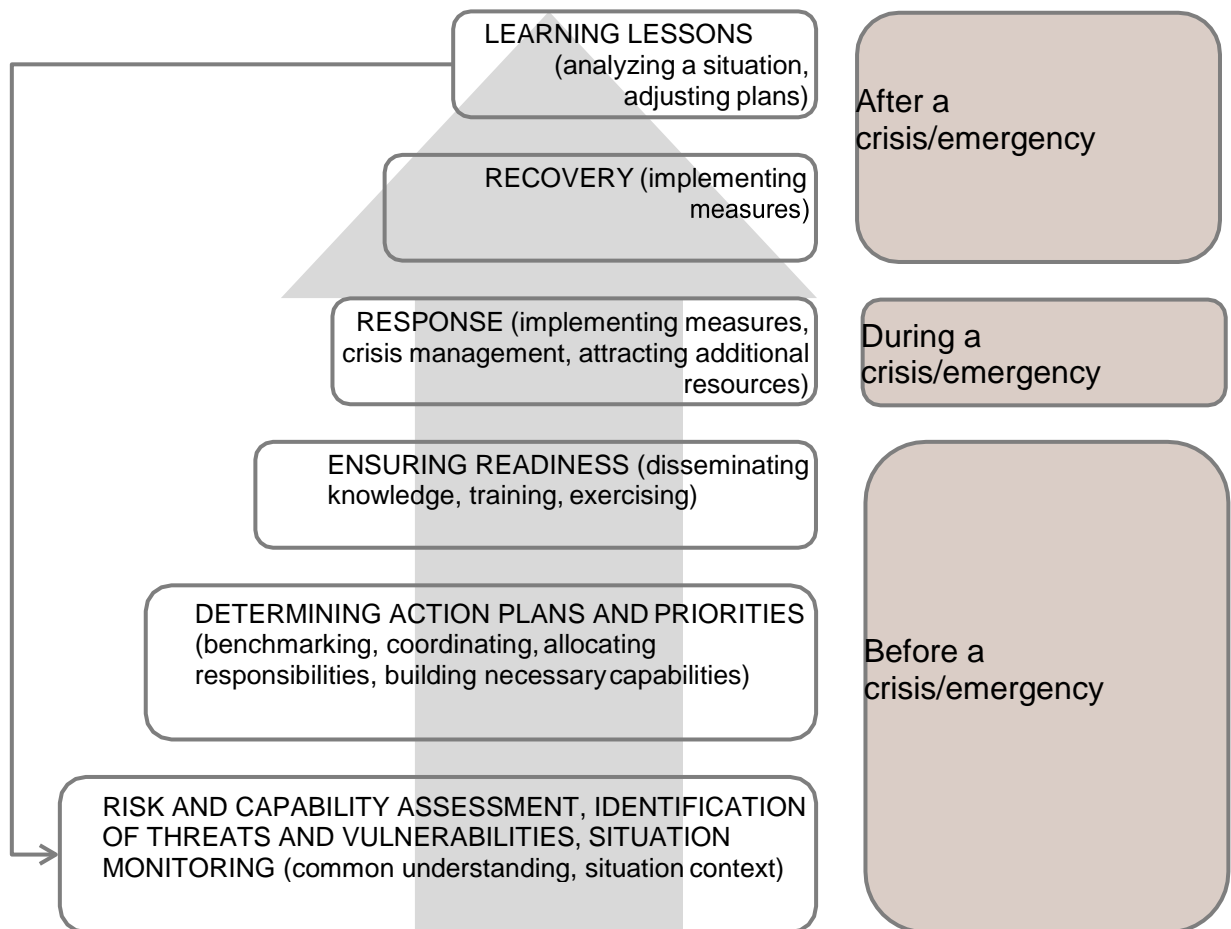 LEARNING LESSONS
(analyzing a situation,
adjusting plans)
After a
crisis/emergency
RECOVERY (implementing
measures)
RESPONSE (implementing measures,
crisis management, attracting additional
resources)
During a
crisis/emergency
ENSURING READINESS (disseminating
knowledge, training, exercising)
DETERMINING ACTION PLANS AND PRIORITIES
(benchmarking, coordinating, allocating
responsibilities, building necessary capabilities)
Before a
crisis/emergency
RISK AND CAPABILITY ASSESSMENT, IDENTIFICATION
OF THREATS AND VULNERABILITIES, SITUATION
MONITORING (common understanding, situation context)